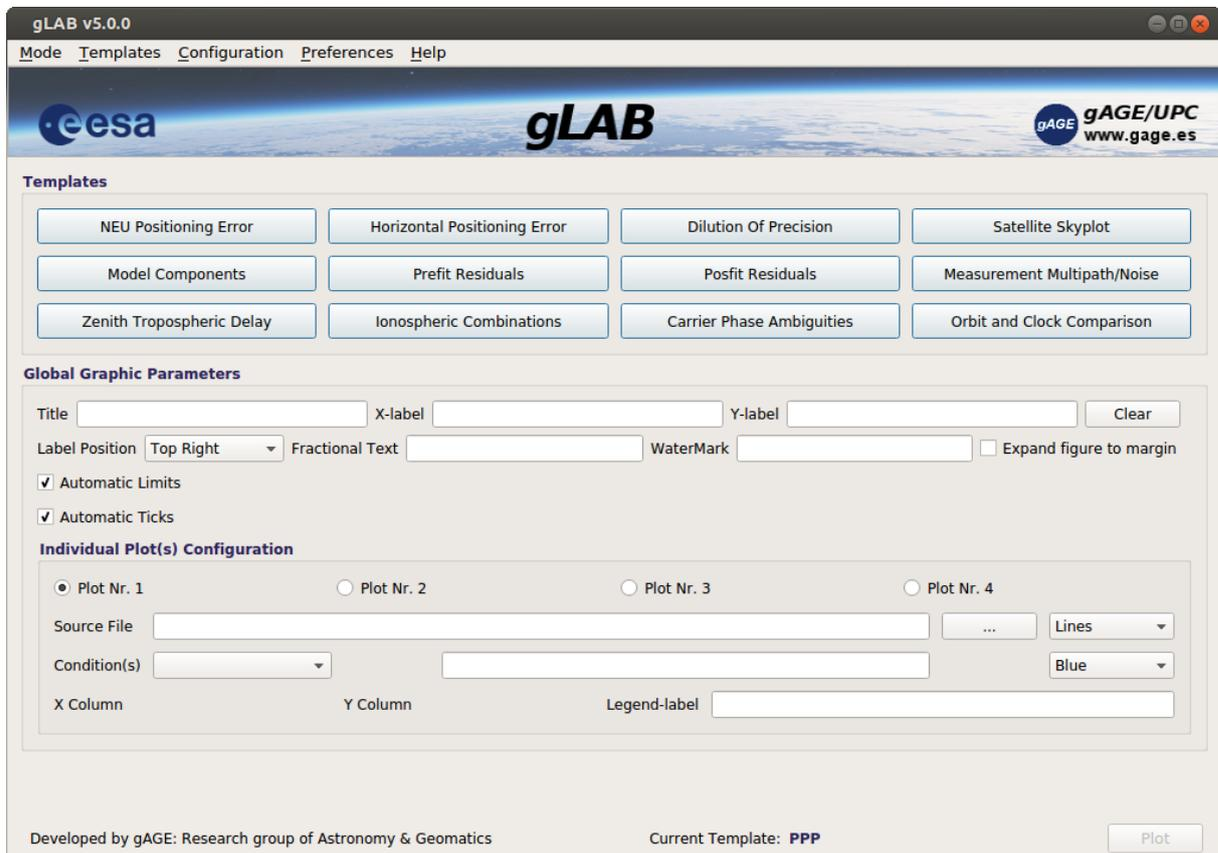 gLAB v5.0.0
Mode Templates Configuration Preferences Help
esa
gLAB
gAGE
gAGE/UPC
www.gage.es
Templates
NEU Positioning Error Horizontal Positioning Error Dilution Of Precision Satellite Skyplot
Model Components Prefit Residuals Posfit Residuals Measurement Multipath/Noise
Zenith Tropospheric Delay Ionospheric Combinations Carrier Phase Ambiguities Orbit and Clock Comparison
Global Graphic Parameters
Title X-label Y-label Clear
Label Position Top Right Fractional Text WaterMark Expand figure to margin
Automatic Limits
Automatic Ticks
Individual Plot(s) Configuration
Plot Nr. 1 Plot Nr. 2 Plot Nr. 3 Plot Nr. 4
Source File ... Lines
Condition(s) Blue
X Column Y Column Legend-label
Developed by gAGE: Research group of Astronomy & Geomatics Current Template: PPP Plot